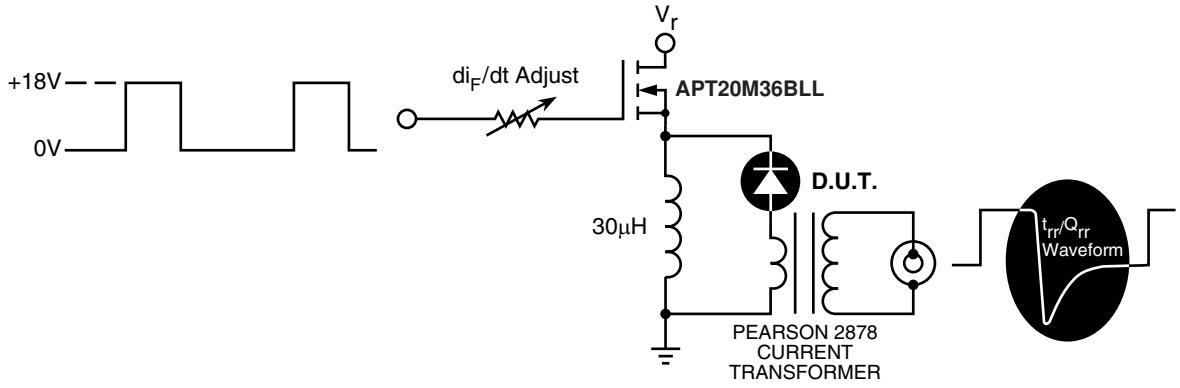 V_r
+18V
di_F/dt Adjust
APT20M36BLL
0V
D.U.T.
30μH
t_rr/Q_rr
Waveform
PEARSON 2878
CURRENT
TRANSFORMER